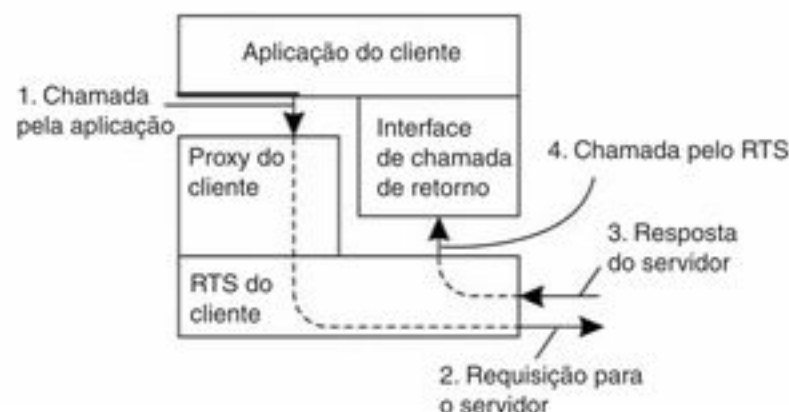 Aplicação do cliente
1. Chamada
pela aplicação
Proxy do
cliente
Interface
de chamada
de retorno
4. Chamada pelo RTS
3. Resposta
do servidor
RTS do
cliente
2. Requisição para
o servidor